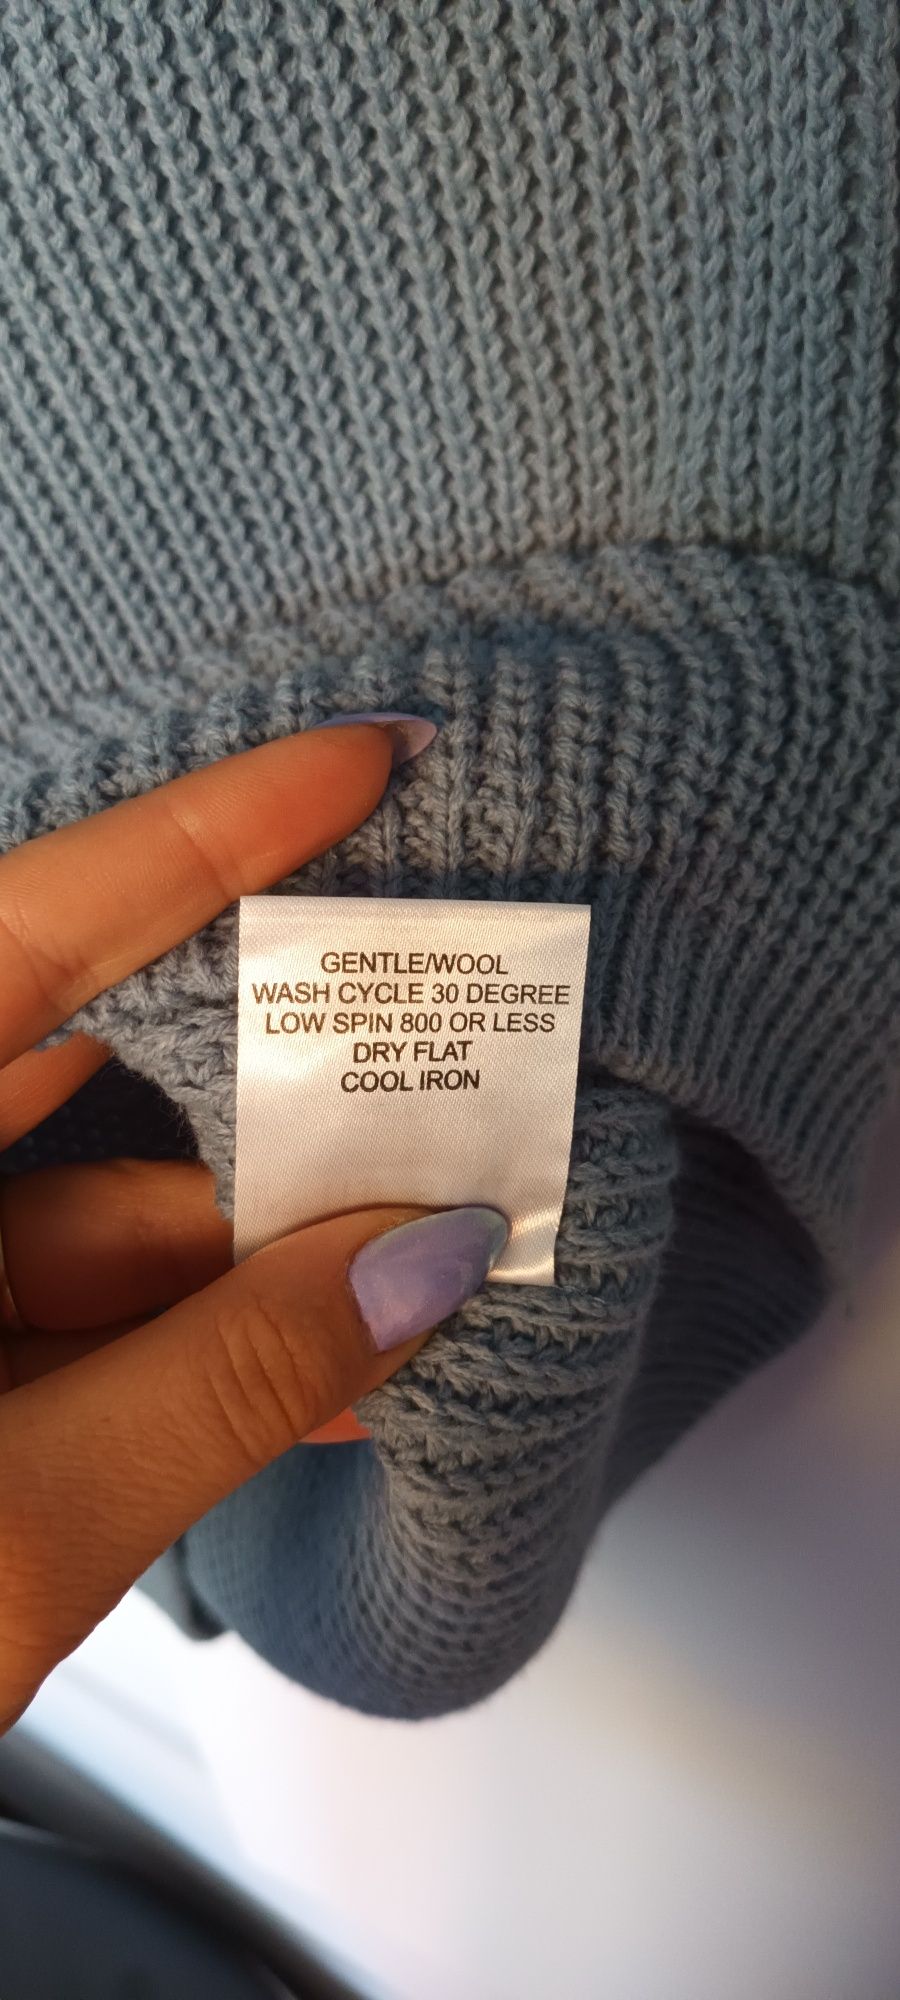 GENTLE/WOOL
WASH CYCLE 30 DEGREE
LOW SPIN 800 OR LESS
DRY FLAT
COOL IRON